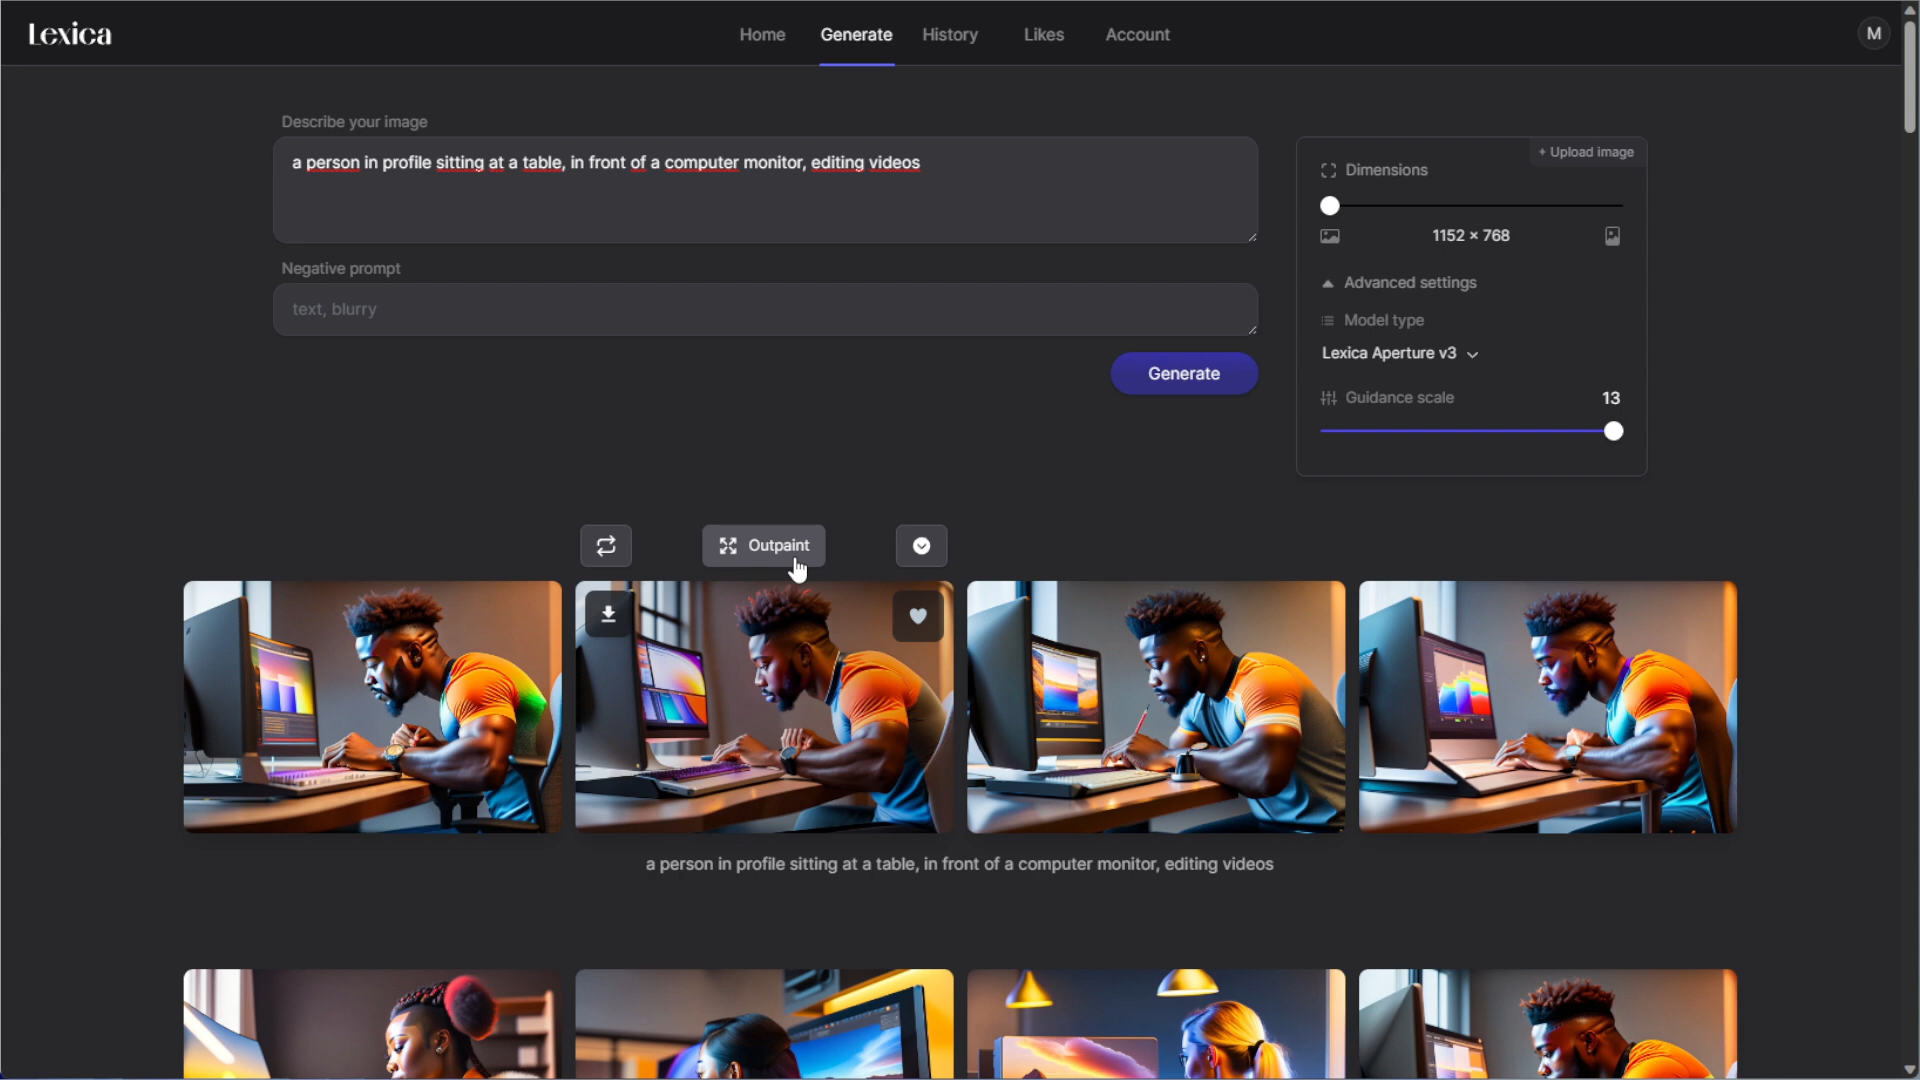 Lexica
Home
Generate
History
Likes
Account
M
Describe your image
a person in profile sitting at a table, in front of a computer monitor, editing videos
Negative prompt
text, blurry
Generate
+ Upload image
Dimensions
1152 × 768
Advanced settings
Model type
Lexica Aperture v3
Guidance scale
13
Outpaint
a person in profile sitting at a table, in front of a computer monitor, editing videos